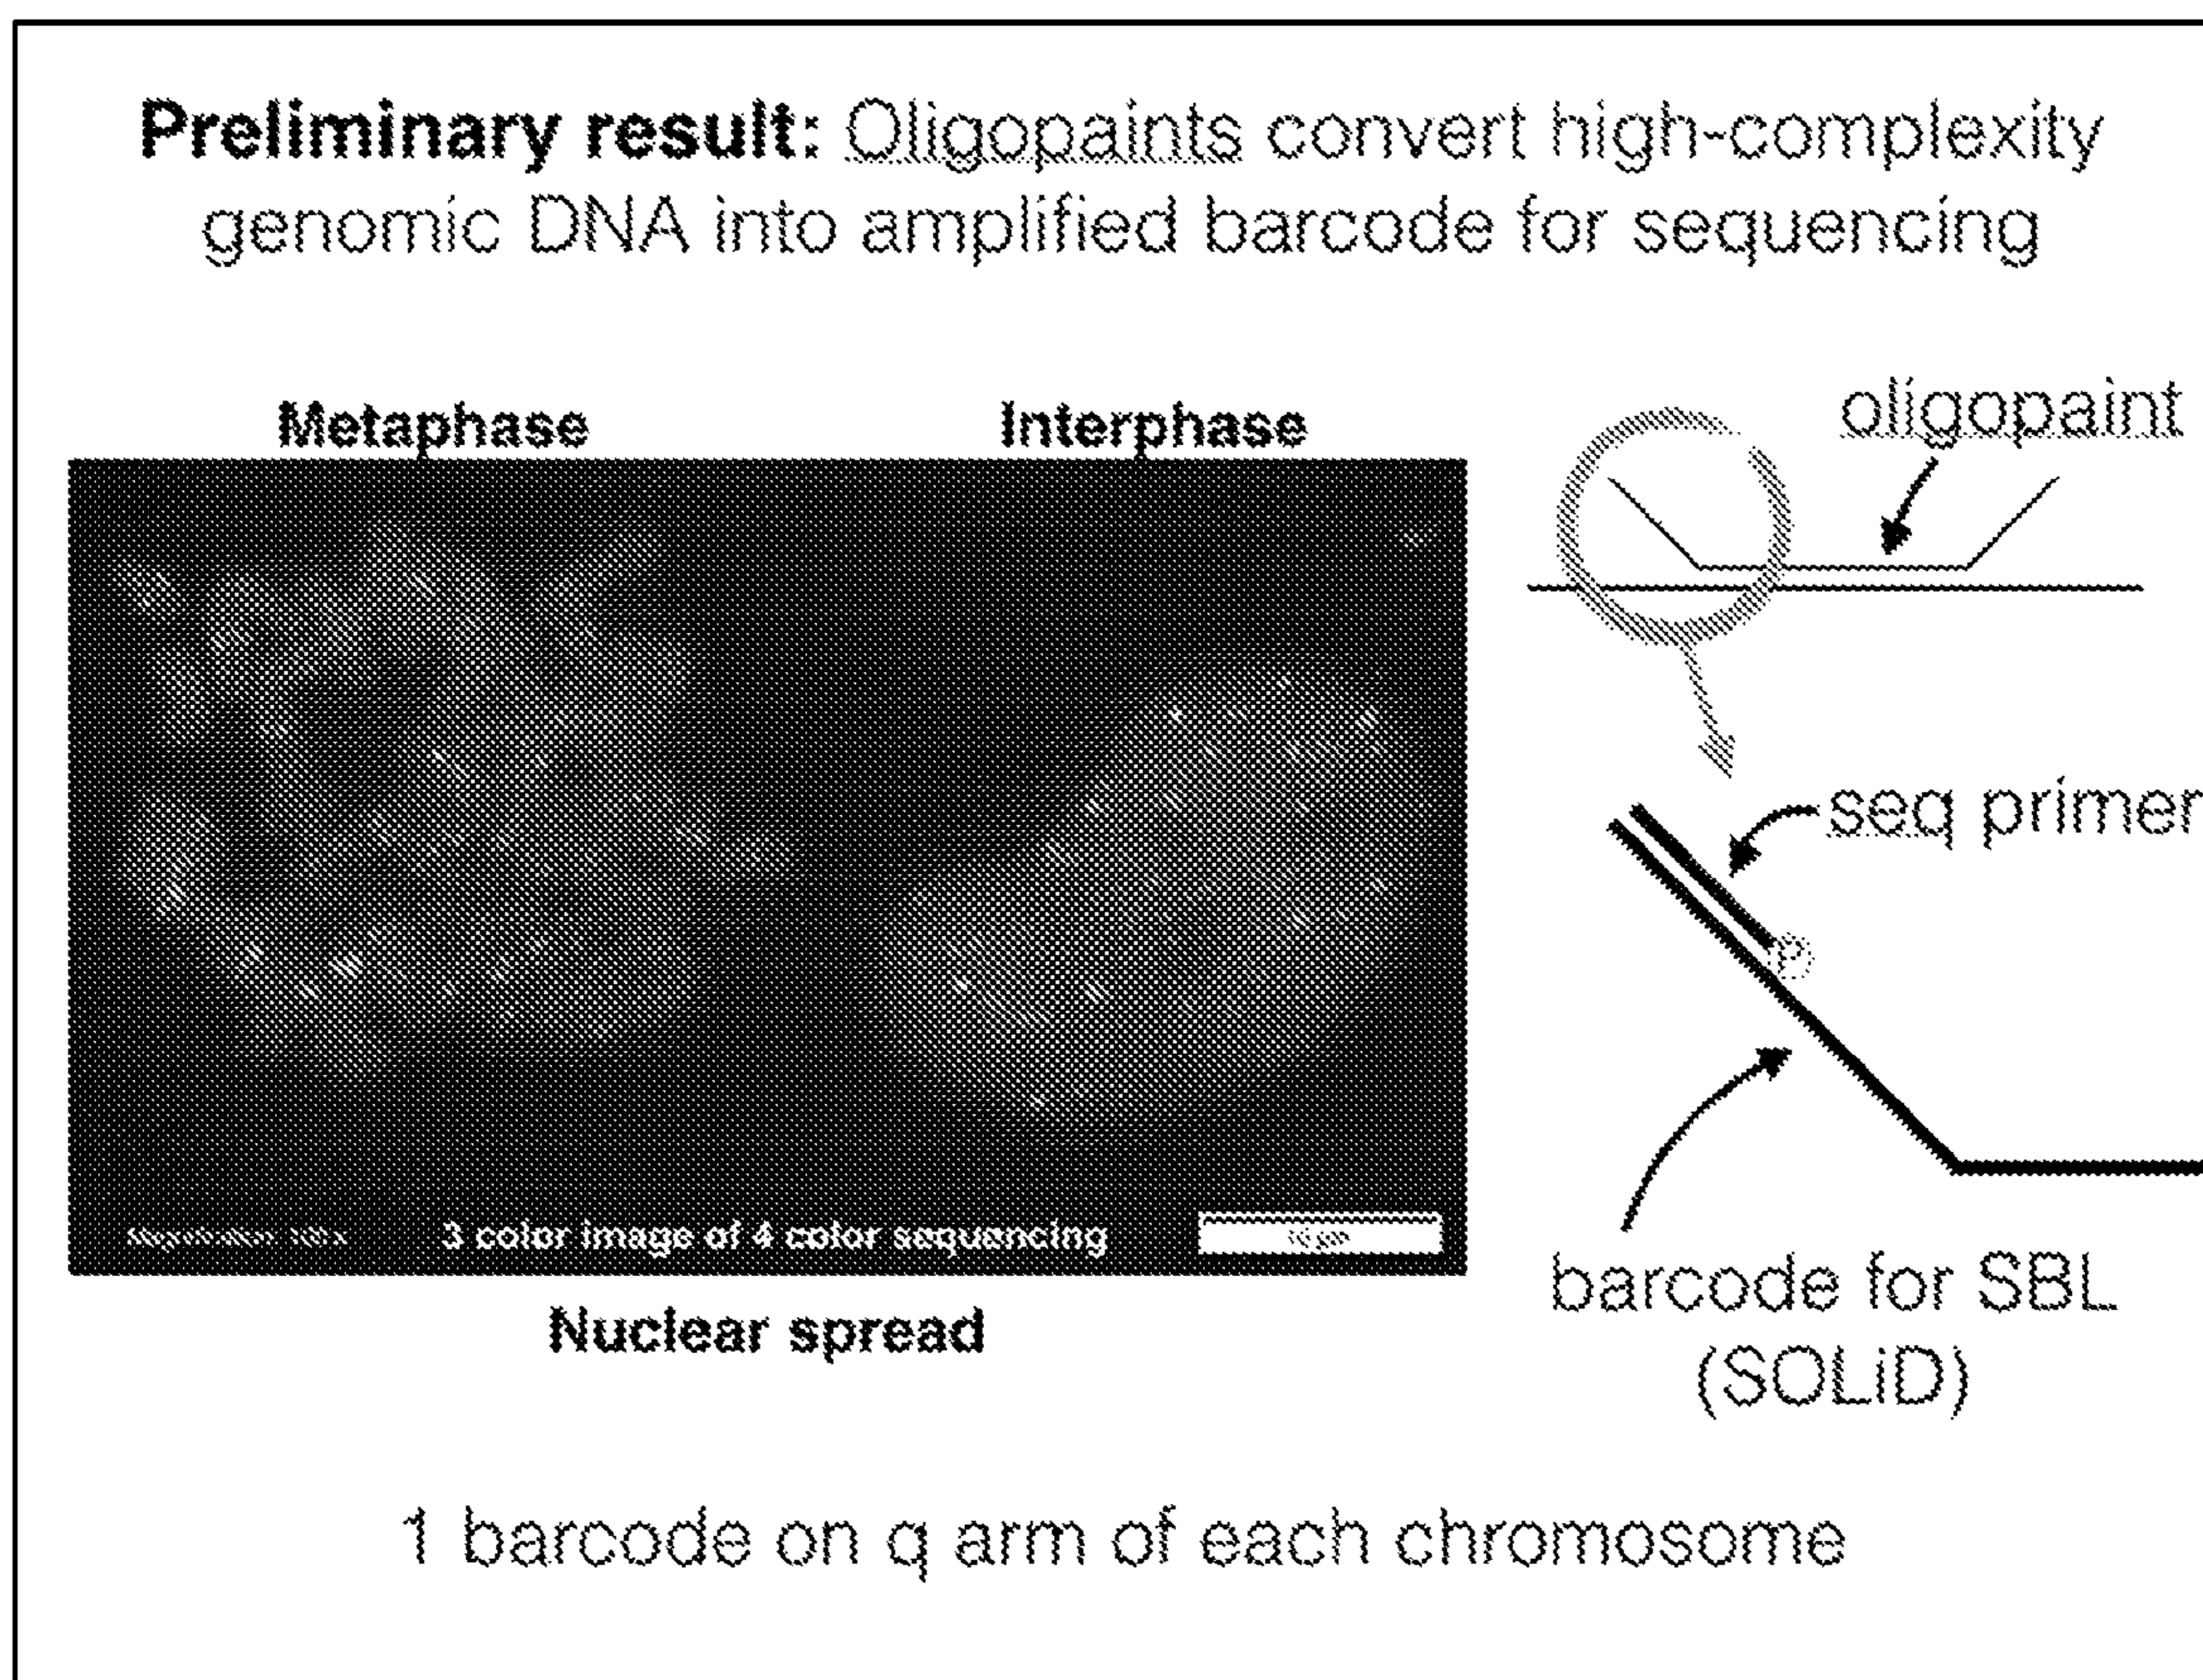 Preliminary result: Oligopaints convert high-complexity
genomic DNA into amplified barcode for sequencing
Metaphase
Interphase
oligopaint
seq primer
P
3 color image of 4 color sequencing
Nuclear spread
barcode for SBL
(SOLiD)
1 barcode on q arm of each chromosome